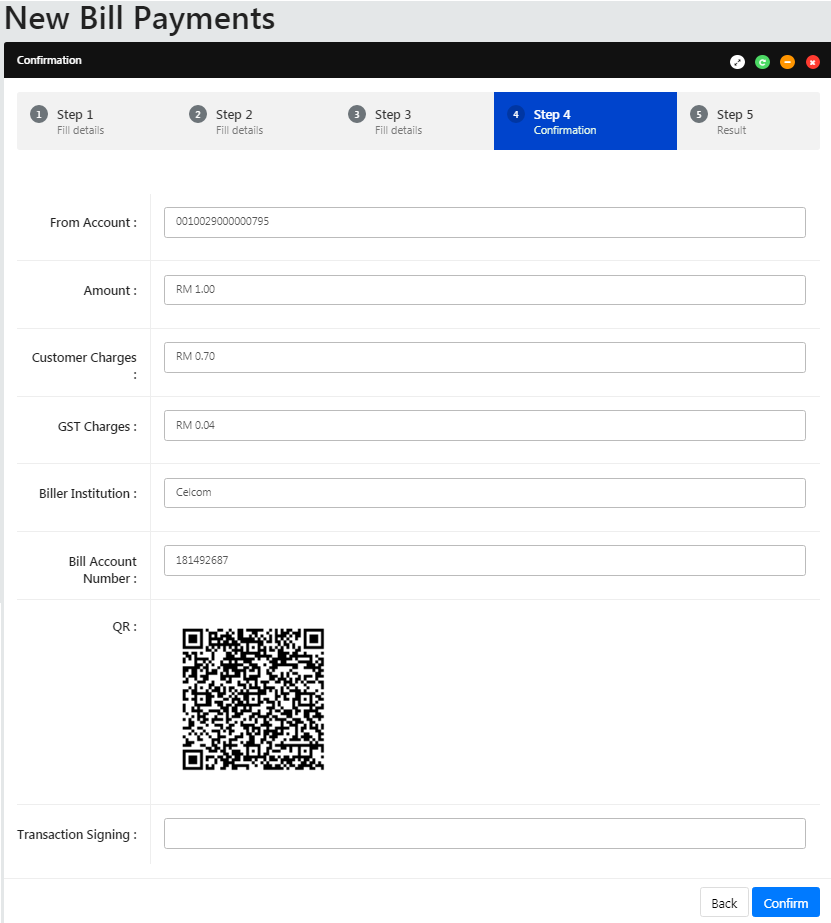 New Bill Payments
Confirmation
1 Step 1
Fill details
2 Step 2
Fill details
3 Step 3
Fill details
4 Step 4
Confirmation
5 Step 5
Result
From Account :
0010029000000795
Amount :
RM 1.00
Customer Charges
:
RM 0.70
GST Charges :
RM 0.04
Biller Institution :
Celcom
Bill Account
Number :
181492687
QR :
Transaction Signing :
Back
Confirm